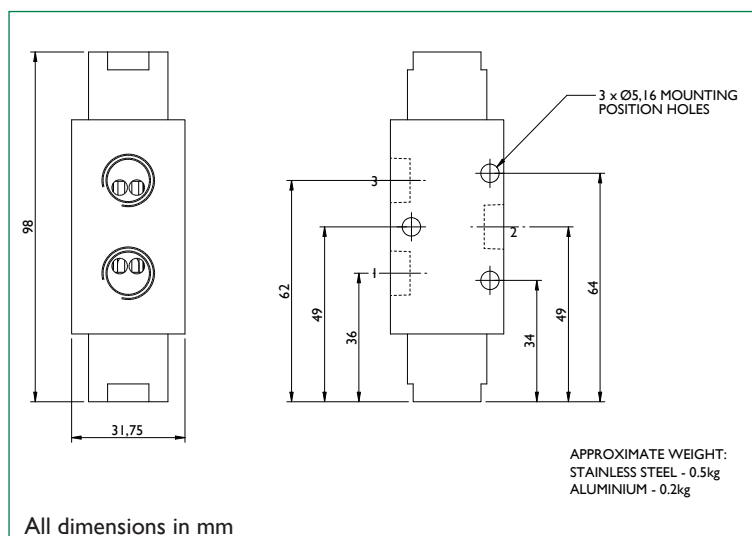 3 x Ø5,16 MOUNTING
POSITION HOLES
3
2
1
98
62
49
36
34
49
64
31,75
APPROXIMATE WEIGHT:
STAINLESS STEEL - 0.5kg
ALUMINIUM - 0.2kg
All dimensions in mm